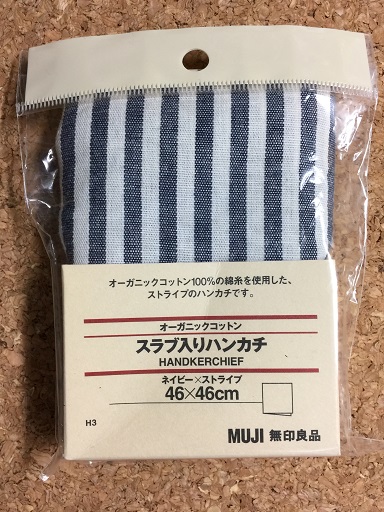 オーガニックコットン100%の綿糸を使用した、
ストライプのハンカチです。
オーガニックコットン
スラブ入りハンカチ
HANDKERCHIEF
ネイビー×ストライプ
46×46cm
H3
MUJI 無印良品